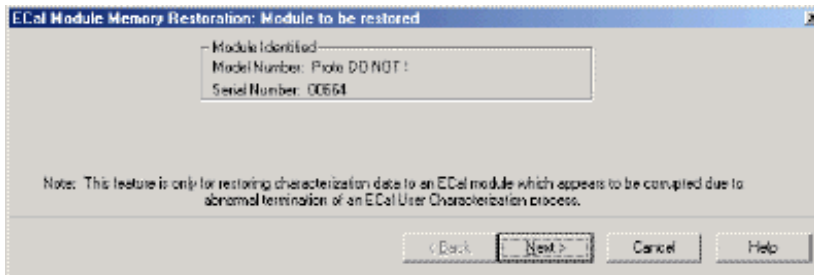 ECal Module Memory Restoration: Module to be restored
Module Identified
Model Number: Proto DO NOT !
Serial Number: 00664
Note: This feature is only for restoring characterization data to an ECal module which appears to be corrupted due to
abnormal termination of an ECal User Characterization process.
< Back Next > Cancel Help